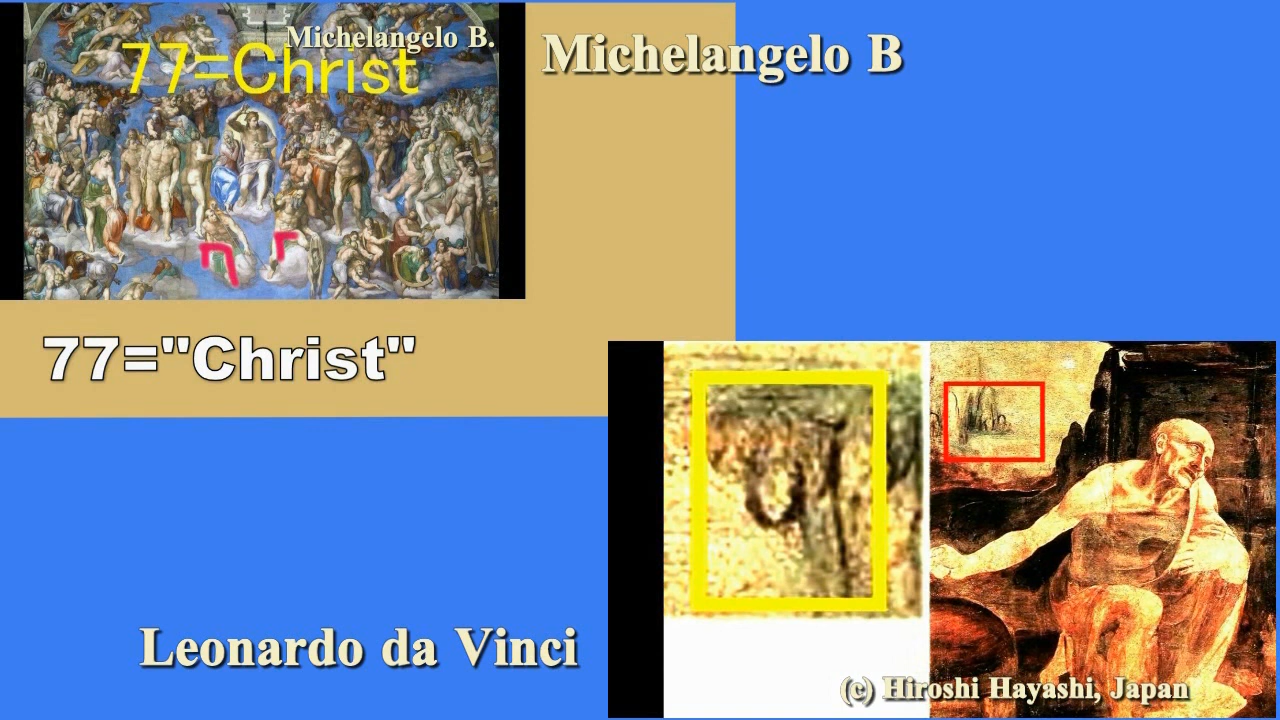 Michelangelo B.
77=Christ
Michelangelo B
77="Christ"
Leonardo da Vinci
(c) Hiroshi Hayashi, Japan